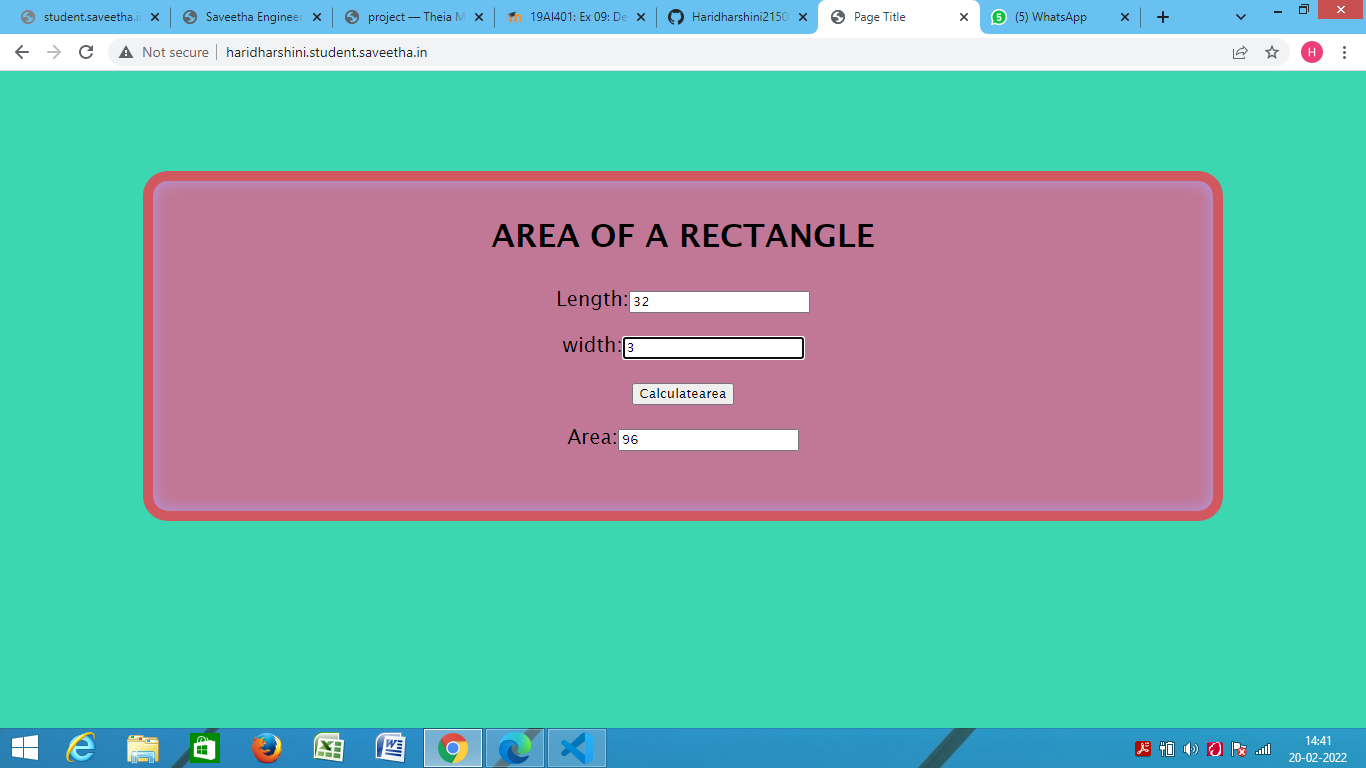 student.saveetha.i
Saveetha Engineer
project — Theia M
19AI401: Ex 09: De
Haridharshini2150
Page Title
(5) WhatsApp
Not secure
haridharshini.student.saveetha.in
H
AREA OF A RECTANGLE
Length:32
width:3
Calculatearea
Area:96
14:41
20-02-2022